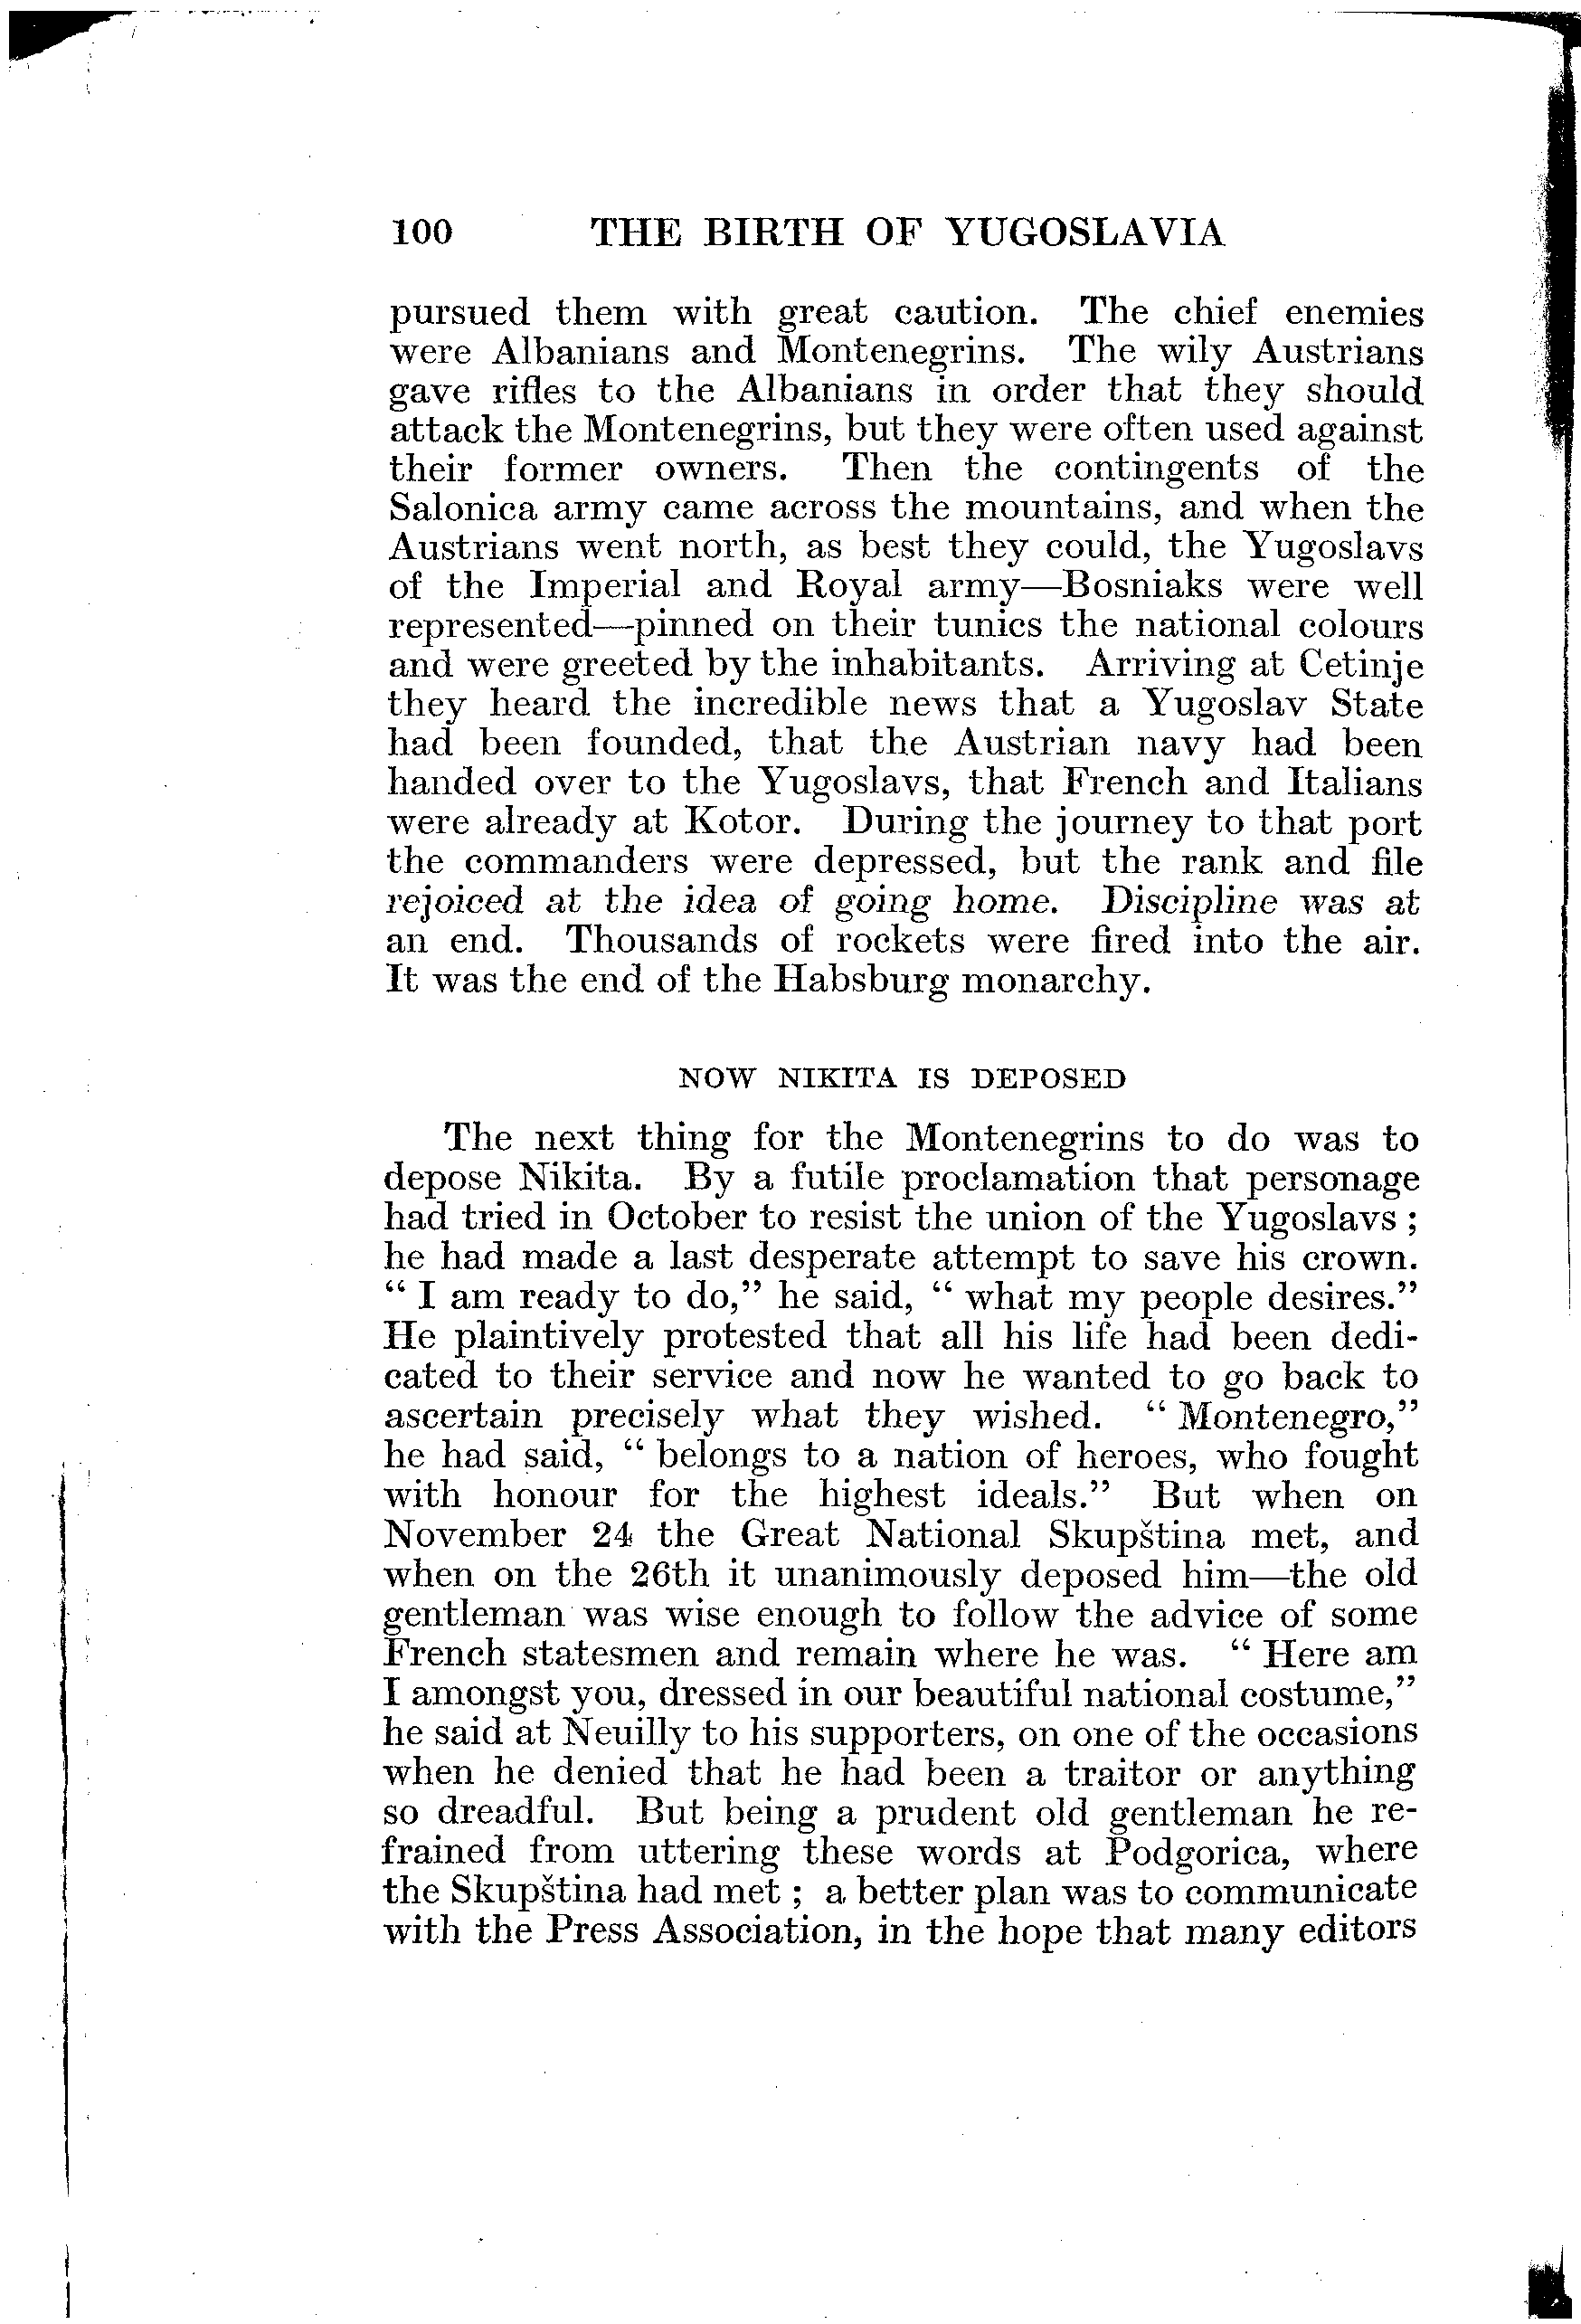 100 THE BIRTH OF YUGOSLAVIA
pursued them with great caution. The chief enemies
were Albanians and Montenegrins. The wily Austrians
gave rifles to the Albanians in order that they should
attack the Montenegrins, but they were often used against
their former owners. Then the contingents of the
Salonica army came across the mountains, and when the
Austrians went north, as best they could, the Yugoslavs
of the Imperial and Royal army—Bosniaks were well
represented—pinned on their tunics the national colours
and were greeted by the inhabitants. Arriving at Cetinje
they heard the incredible news that a Yugoslav State
had been founded, that the Austrian navy had been
handed over to the Yugoslavs, that French and Italians
were already at Kotor. During the journey to that port
the commanders were depressed, but the rank and file
rejoiced at the idea of going home. Discipline was at
an end. Thousands of rockets were fired into the air.
It was the end of the Habsburg monarchy.
NOW NIKITA IS DEPOSED
The next thing for the Montenegrins to do was to
depose Nikita. By a futile proclamation that personage
had tried in October to resist the union of the Yugoslavs ;
he had made a last desperate attempt to save his crown.
“ I am ready to do,” he said, “ what my people desires.”
He plaintively protested that all his life had been dedi-
cated to their service and now he wanted to go back to
ascertain precisely what they wished. “ Montenegro,”
he had said, “ belongs to a nation of heroes, who fought
with honour for the highest ideals.” But when on
November 24 the Great National Skupština met, and
when on the 26th it unanimously deposed him—the old
gentleman was wise enough to follow the advice of some
French statesmen and remain where he was. “ Here am
I amongst you, dressed in our beautiful national costume,”
he said at Neuilly to his supporters, on one of the occasions
when he denied that he had been a traitor or anything
so dreadful. But being a prudent old gentleman he re-
frained from uttering these words at Podgorica, where
the Skupština had met ; a better plan was to communicate
with the Press Association, in the hope that many editors